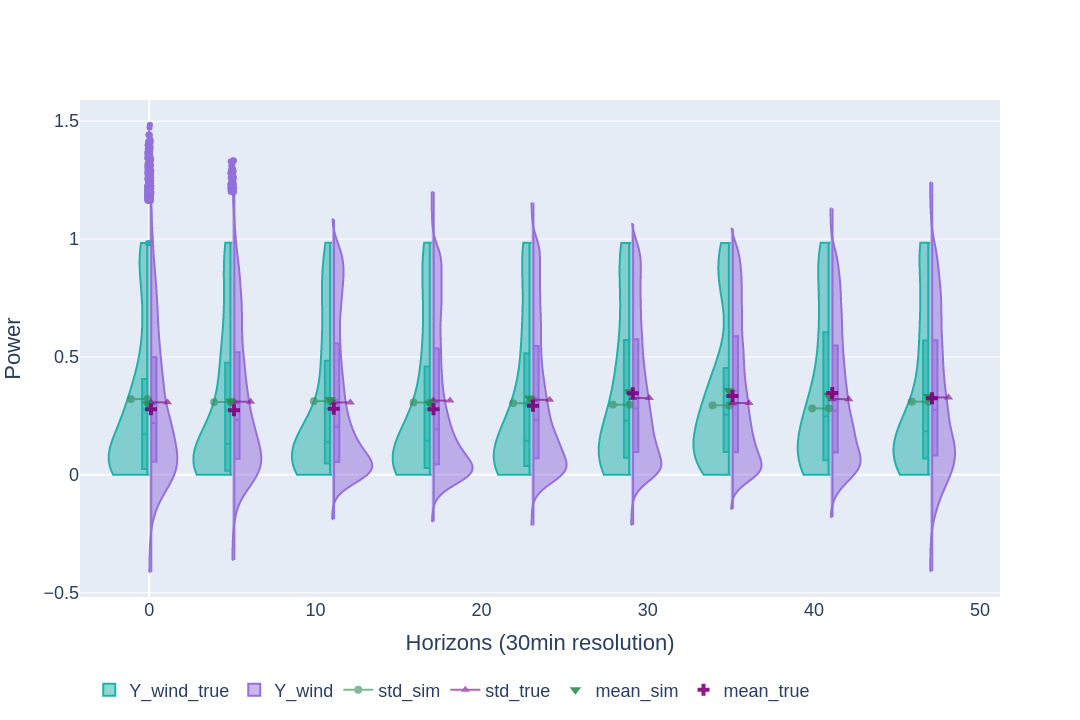 1.5
1
0.5
0
−0.5
Power
0 10 20 30 40 50
Horizons (30min resolution)
Y_wind_true Y_wind std_sim std_true mean_sim mean_true